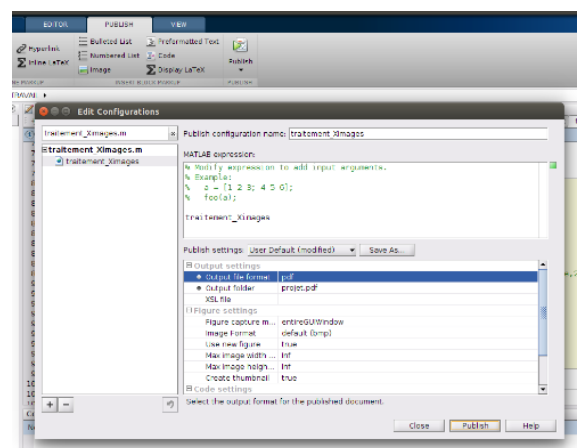 EDITOR PUBLISH VIEW
Hyperlink Bulleted List Preformatted Text
Inline LaTeX Numbered List Code Publish
Image Display LaTeX
INSERT BLOCK MARKUP PUBLISH
Edit Configurations
traitement_Ximages.m Publish configuration name: traitement_Ximages
traitement_Ximages.m
traitement_Ximages
MATLAB expression:
% Modify expression to add input arguments.
% Example:
% a = [1 2 3; 4 5 6];
% foo(a);
traitement_Ximages
Publish settings: User Default (modified) Save As...
Output settings
Output file format pdf
Output folder projet.pdf
XSL file
Figure settings
Figure capture m... entireGUIWindow
Image Format default (bmp)
Use new figure true
Max image width ... Inf
Max image heigh... Inf
Create thumbnail true
Code settings
Select the output format for the published document.
Close Publish Help